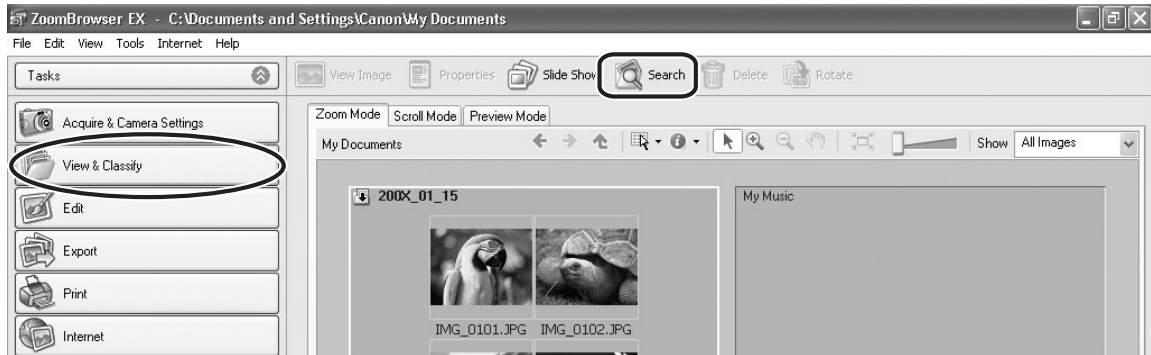 ZoomBrowser EX - C:\Documents and Settings\Canon\My Documents
File Edit View Tools Internet Help
Tasks
View Image Properties Slide Show Search Delete Rotate
Acquire & Camera Settings
View & Classify
Edit
Export
Print
Internet
Zoom Mode Scroll Mode Preview Mode
My Documents Show All Images
200X_01_15 My Music
IMG_0101.JPG IMG_0102.JPG